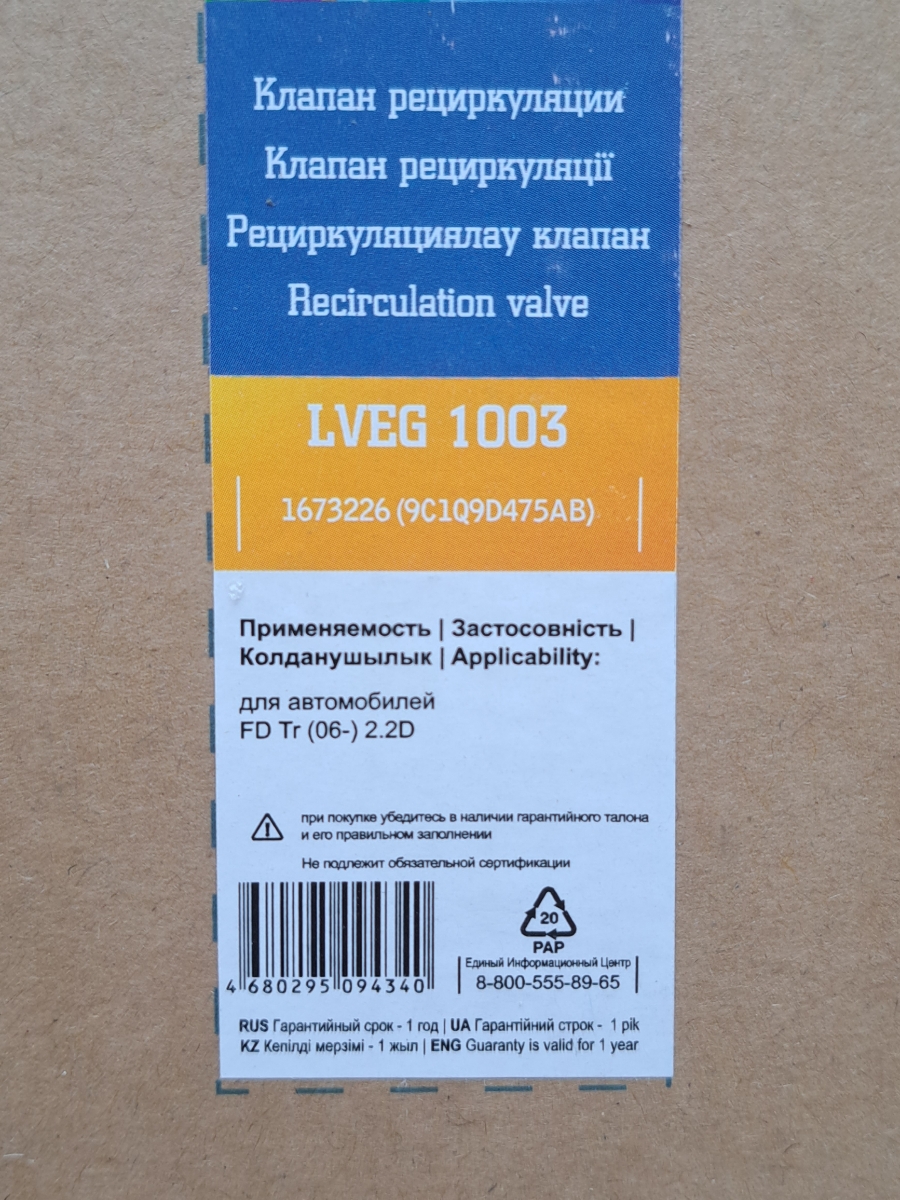 Клапан рециркуляции
Клапан рециркуляції
Рециркуляциялау клапан
Recirculation valve
LVEG 1003
1673226 (9C1Q9D475AB)
Применяемость | Застосовність |
Колданушылык | Applicability:
для автомобилей
FD Tr (06-) 2.2D
при покупке убедитесь в наличии гарантийного талона
и его правильном заполнении
Не подлежит обязательной сертификации
20
PAP
Единый Информационный Центр
8-800-555-89-65
4 680295 094340
RUS Гарантийный срок - 1 год | UA Гарантійний строк - 1 рік
KZ Кепілді мерзімі - 1 жыл | ENG Guaranty is valid for 1 year